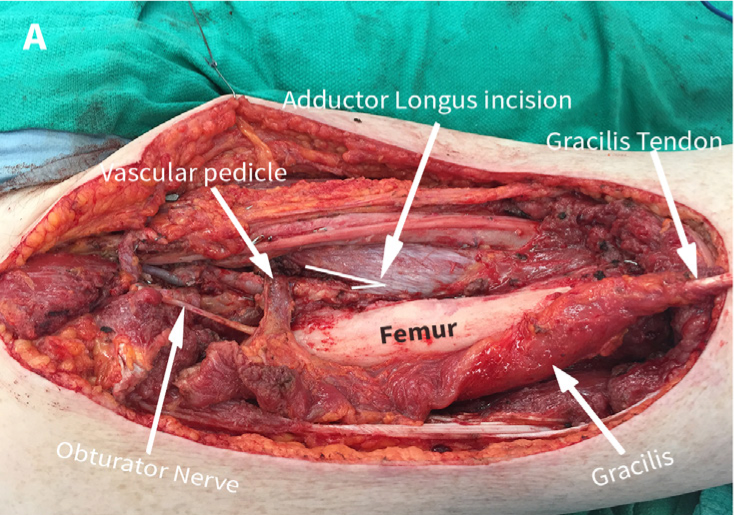 A
Adductor Longus incision
Gracilis Tendon
Vascular pedicle
Femur
Obturator Nerve
Gracilis